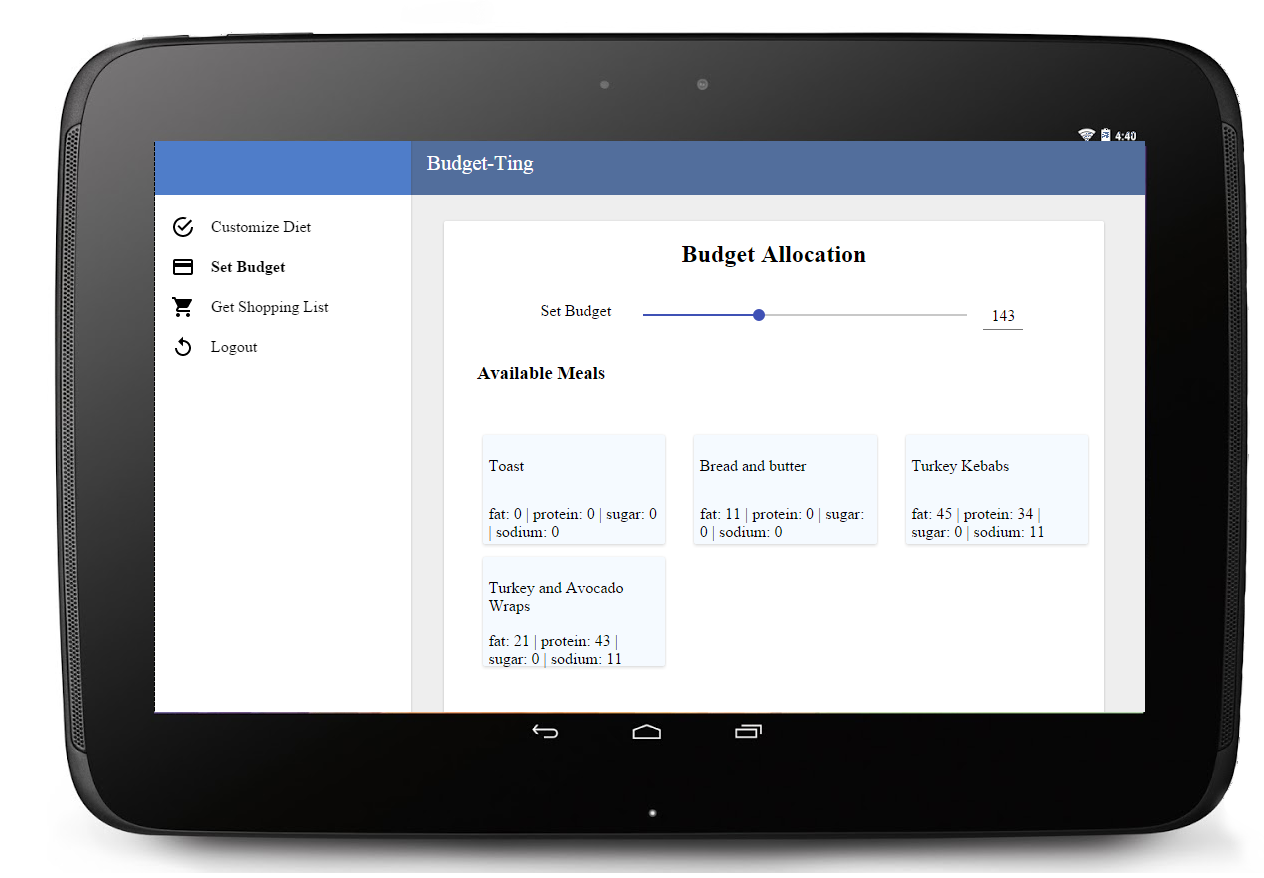 4:40
Budget-Ting
Customize Diet
Set Budget
Get Shopping List
Logout
Budget Allocation
Set Budget
143
Available Meals
Toast
fat: 0 | protein: 0 | sugar: 0
| sodium: 0
Bread and butter
fat: 11 | protein: 0 | sugar:
0 | sodium: 0
Turkey Kebabs
fat: 45 | protein: 34 |
sugar: 0 | sodium: 11
Turkey and Avocado
Wraps
fat: 21 | protein: 43 |
sugar: 0 | sodium: 11